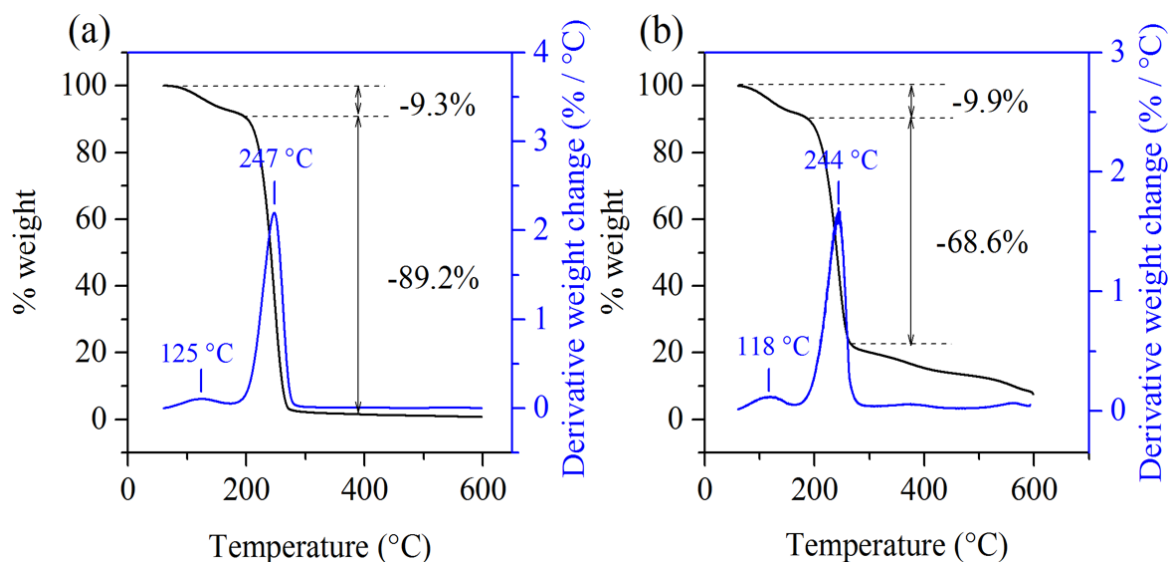 (a)
% weight
100
80
60
40
20
0
0
200
400
600
Temperature (°C)
4
3
2
1
0
Derivative weight change (% / °C)
-9.3%
-89.2%
247 °C
125 °C
(b)
% weight
100
80
60
40
20
0
0
200
400
600
Temperature (°C)
3
2
1
0
Derivative weight change (% / °C)
-9.9%
-68.6%
244 °C
118 °C